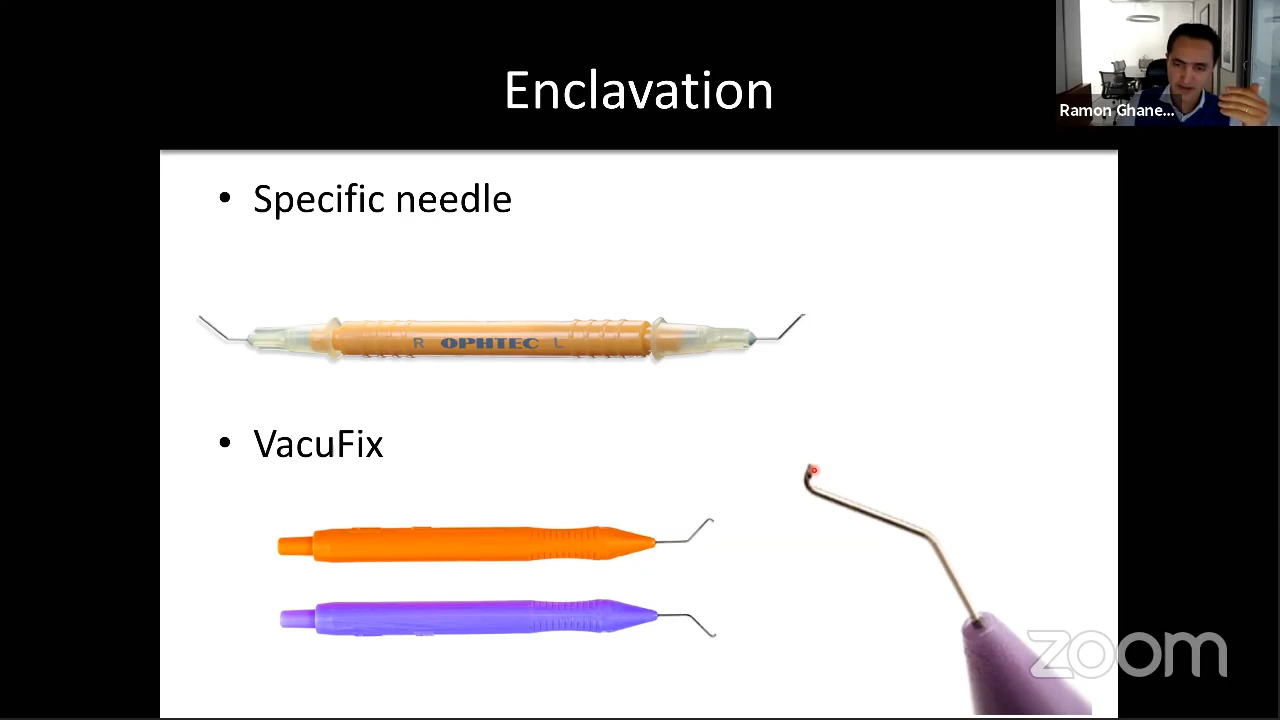 Enclavation
Ramon Ghane...
• Specific needle
R OPHTEC L
• VacuFix
zoom